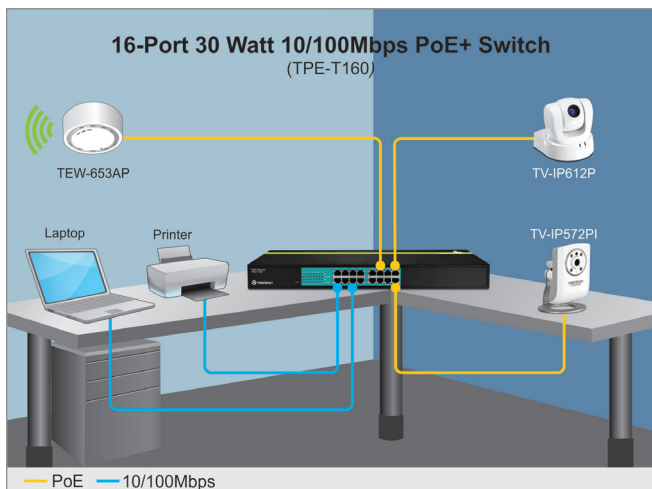 16-Port 30 Watt 10/100Mbps PoE+ Switch
(TPE-T160)
TEW-653AP
TV-IP612P
Laptop
Printer
TV-IP572PI
TRENDnet
PoE
10/100Mbps